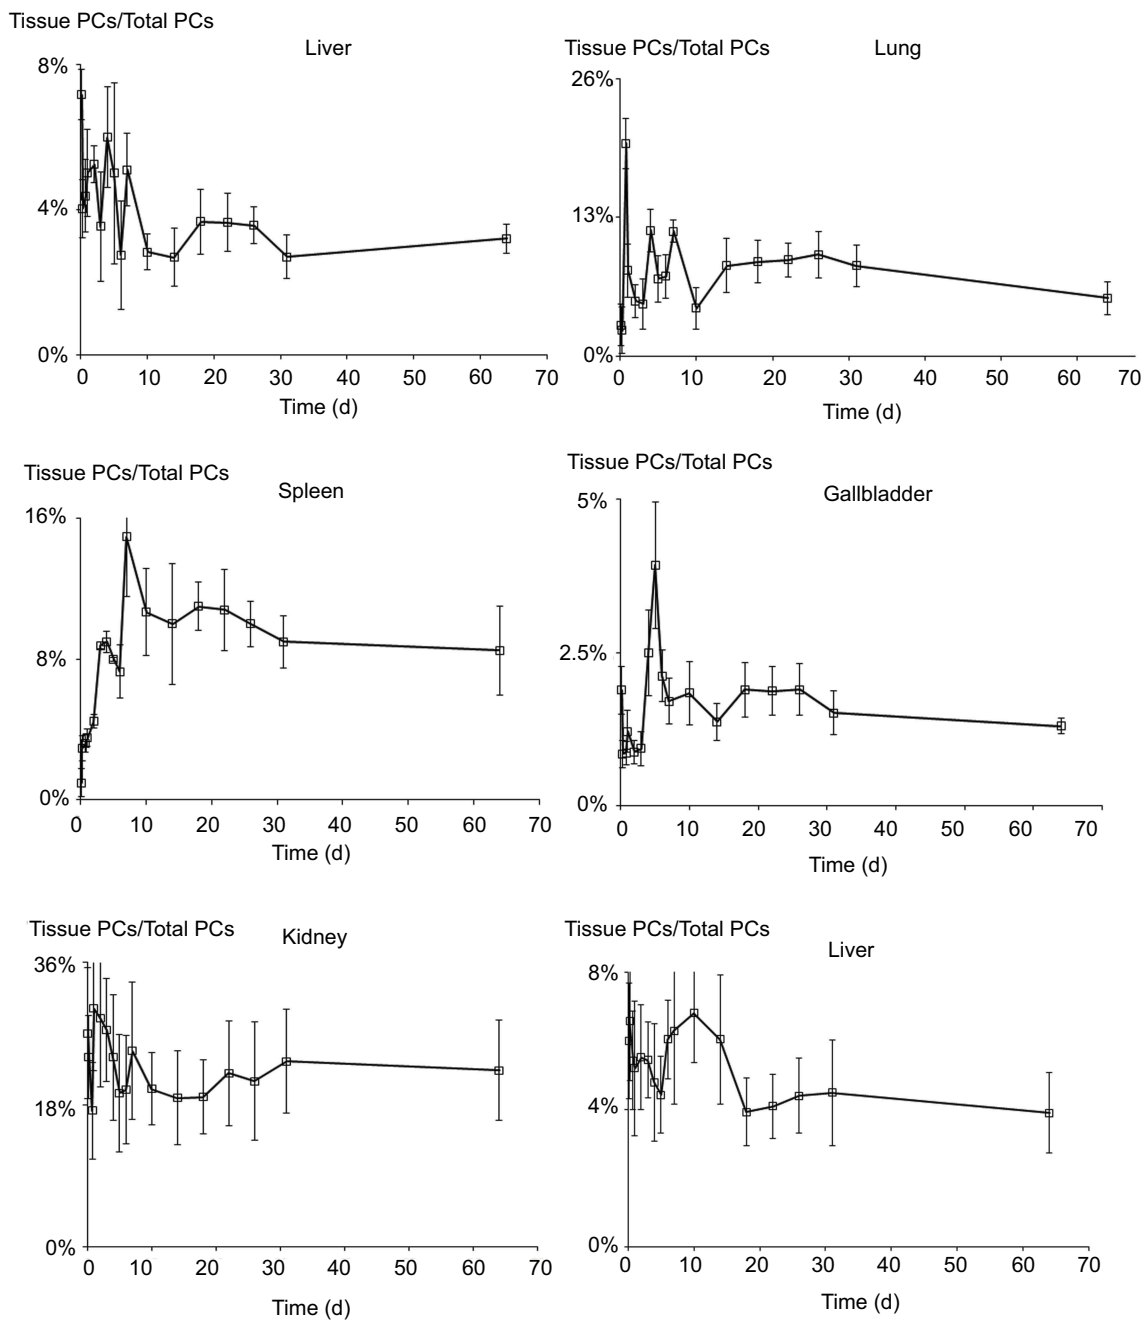 Tissue PCs/Total PCs
Liver
8%
4%
0%
0 10 20 30 40 50 60 70
Time (d)
Tissue PCs/Total PCs
Lung
26%
13%
0%
0 10 20 30 40 50 60 70
Time (d)
Tissue PCs/Total PCs
Spleen
16%
8%
0%
0 10 20 30 40 50 60 70
Time (d)
Tissue PCs/Total PCs
Gallbladder
5%
2.5%
0%
0 10 20 30 40 50 60 70
Time (d)
Tissue PCs/Total PCs
Kidney
36%
18%
0%
0 10 20 30 40 50 60 70
Time (d)
Tissue PCs/Total PCs
Liver
8%
4%
0%
0 10 20 30 40 50 60 70
Time (d)